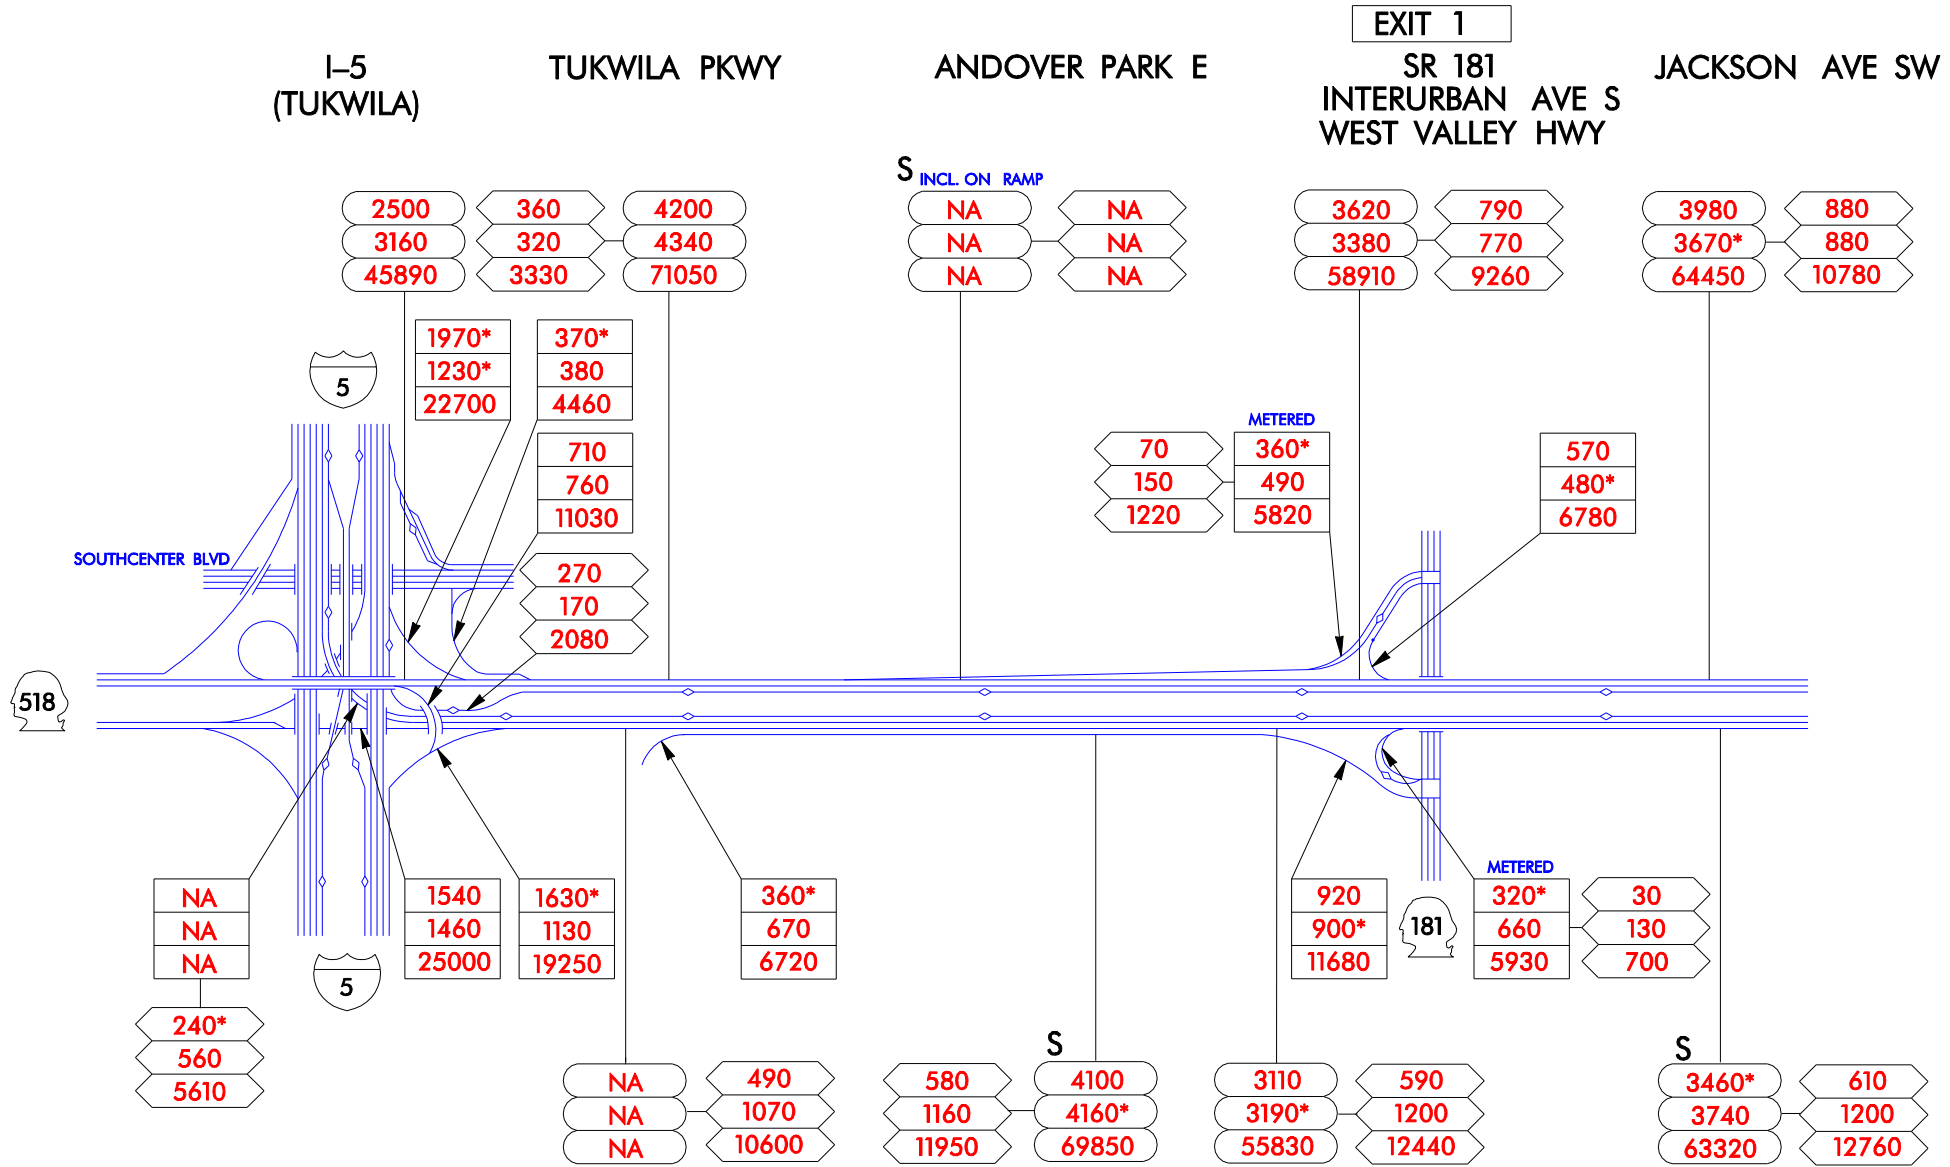 EXIT 1
I–5
(TUKWILA)
TUKWILA PKWY
ANDOVER PARK E
SR 181
INTERURBAN AVE S
WEST VALLEY HWY
JACKSON AVE SW
S INCL. ON RAMP
2500 360 4200 NA NA 3620 790 3980 880
3160 320 4340 NA NA 3380 770 3670* 880
45890 3330 71050 NA NA 58910 9260 64450 10780
1970* 370*
1230* 380
22700 4460
5
METERED
710
760
11030
70 360*
150 490
1220 5820
570
480*
6780
SOUTHCENTER BLVD
270
170
2080
518
METERED
NA 1540 1630* 360* 920 320* 30
NA 1460 1130 670 900* 181 660 130
NA 25000 19250 6720 11680 5930 700
5
240*
560
5610
S
S
NA 490 580 4100 3110 590 3460* 610
NA 1070 1160 4160* 3190* 1200 3740 1200
NA 10600 11950 69850 55830 12440 63320 12760